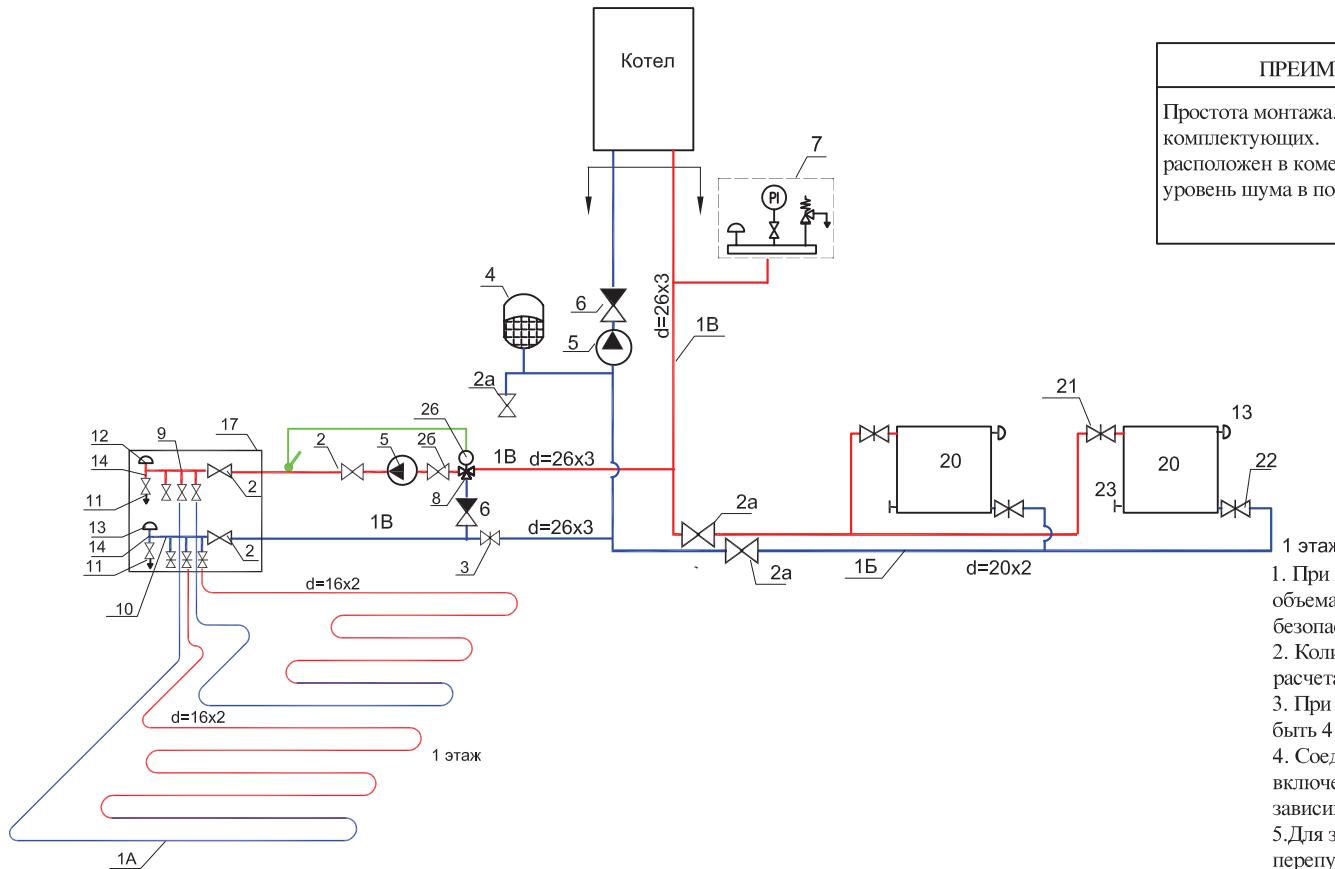 Котел
ПРЕИМ
Простота монтажа.
комплектующих.
расположен в коме
уровень шума в по
7
PI
4
6
d=26x3
1В
5
2а
26
21
13
12
9
17
2
5
2б
1В
d=26x3
20
20
22
14
2
8
11
6
23
2а
13
1В
d=26x3
14
2
11
3
2а
1Б
d=20x2
1 этаж
10
d=16x2
1. При
объема
безопас
2. Коли
расчета
3. При
быть 4
4. Соед
включе
зависи
5.Для з
перепу
d=16x2
1 этаж
1А